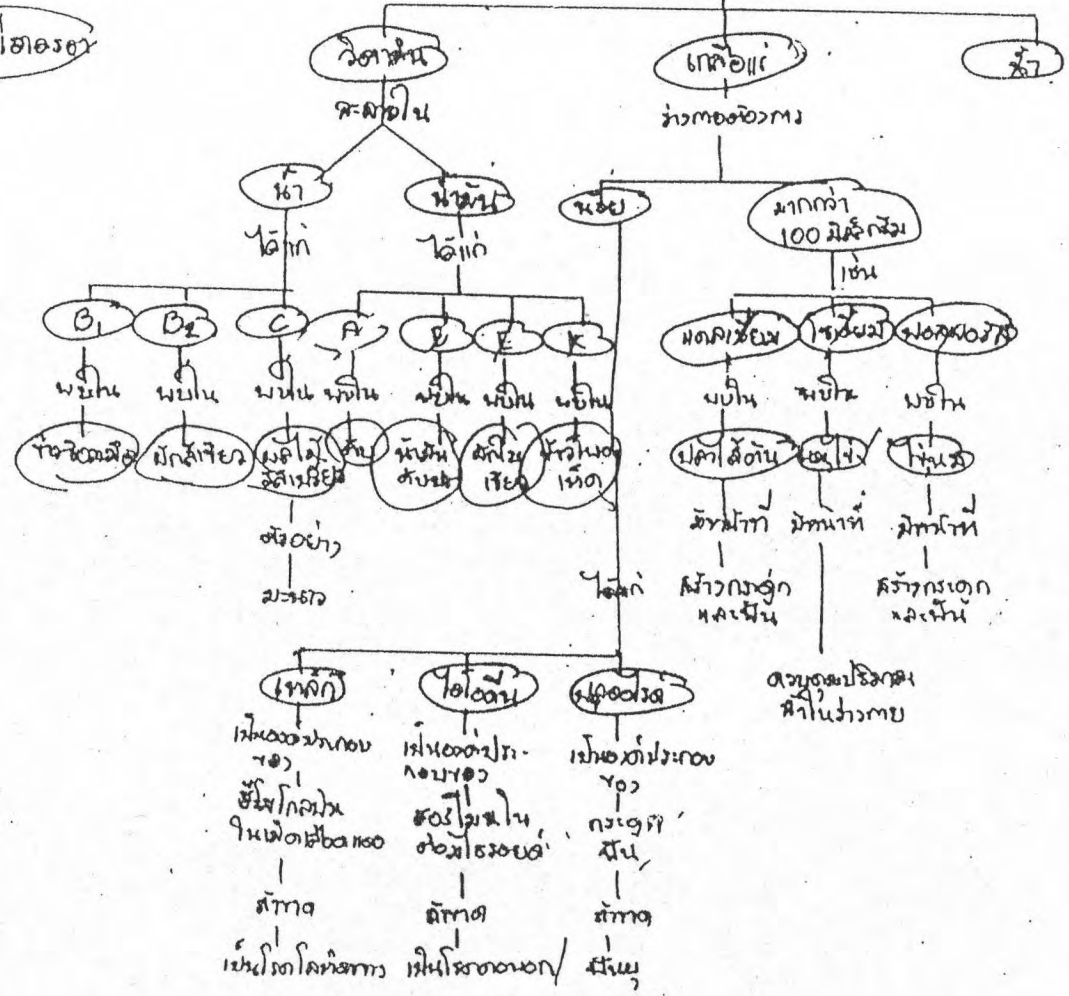 วิตามิน เกลือแร่ น้ำ
ละลายใน ร่างกายต้องการ
น้ำ น้ำมัน น้อย มากกว่า
100 มิลลิกรัม
ได้แก่ ได้แก่ เช่น
B1 B2 C A E K แคลเซียม โซเดียม ฟอสฟอรัส
พบใน พบใน พบใน พบใน พบใน พบใน พบใน พบใน พบใน พบใน
ผักสีเขียว ผลไม้ ตับ น้ำมัน ผักใบ
รสเปรี้ยว ตับปลา เขียว เห็ด
ตัวอย่าง มีหน้าที่ มีหน้าที่
มะนาว ได้แก่ สร้างกระดูก สร้างกระดูก
และฟัน และฟัน
ควบคุมปริมาณ
น้ำในร่างกาย
เหล็ก ไอโอดีน ฟลูออไรด์
เป็นองค์ประกอบ เป็นองค์ประ- เป็นองค์ประกอบ
ของ กอบของ ของ
ฮีโมโกลบิน ฮอร์โมนใน กระดูก
ในเม็ดเลือดแดง ต่อมไธรอยด์ ฟัน
ถ้าขาด ถ้าขาด ถ้าขาด
เป็นโรคโลหิตจาง เป็นโรคคอพอก ฟันผุ